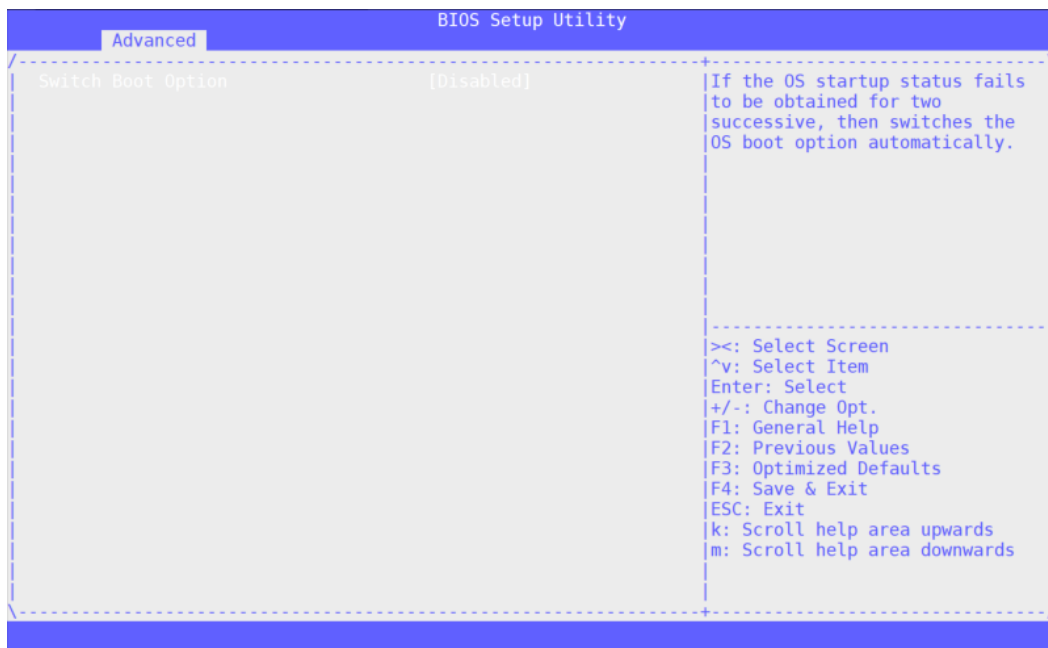 BIOS Setup Utility
Advanced
Switch Boot Option [Disabled]
If the OS startup status fails
to be obtained for two
successive, then switches the
OS boot option automatically.
><: Select Screen
^v: Select Item
Enter: Select
+/-: Change Opt.
F1: General Help
F2: Previous Values
F3: Optimized Defaults
F4: Save & Exit
ESC: Exit
k: Scroll help area upwards
m: Scroll help area downwards